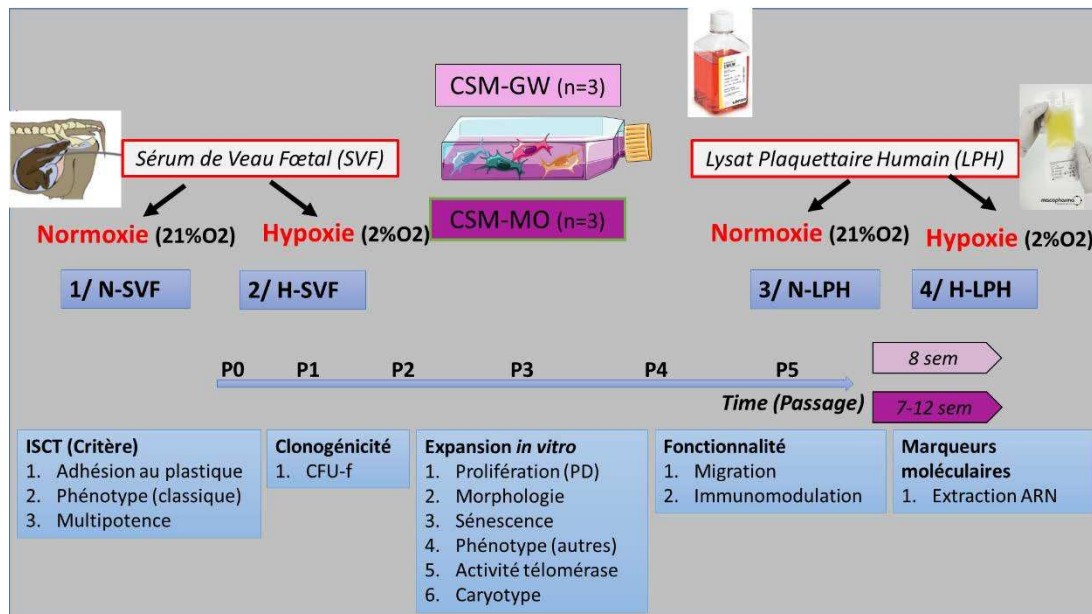 CSM-GW (n=3)
CSM-MO (n=3)
Sérum de Veau Fœtal (SVF)
Normoxie (21%O2)
Hypoxie (2%O2)
1/ N-SVF
2/ H-SVF
Lysat Plaquettaire Humain (LPH)
macopharma
Normoxie (21%O2)
Hypoxie (2%O2)
3/ N-LPH
4/ H-LPH
P0 P1 P2 P3 P4 P5
Time (Passage)
8 sem
7-12 sem
ISCT (Critère)
1. Adhésion au plastique
2. Phénotype (classique)
3. Multipotence
Clonogénicité
1. CFU-f
Expansion in vitro
1. Prolifération (PD)
2. Morphologie
3. Sénescence
4. Phénotype (autres)
5. Activité télomérase
6. Caryotype
Fonctionnalité
1. Migration
2. Immunomodulation
Marqueurs
moléculaires
1. Extraction ARN